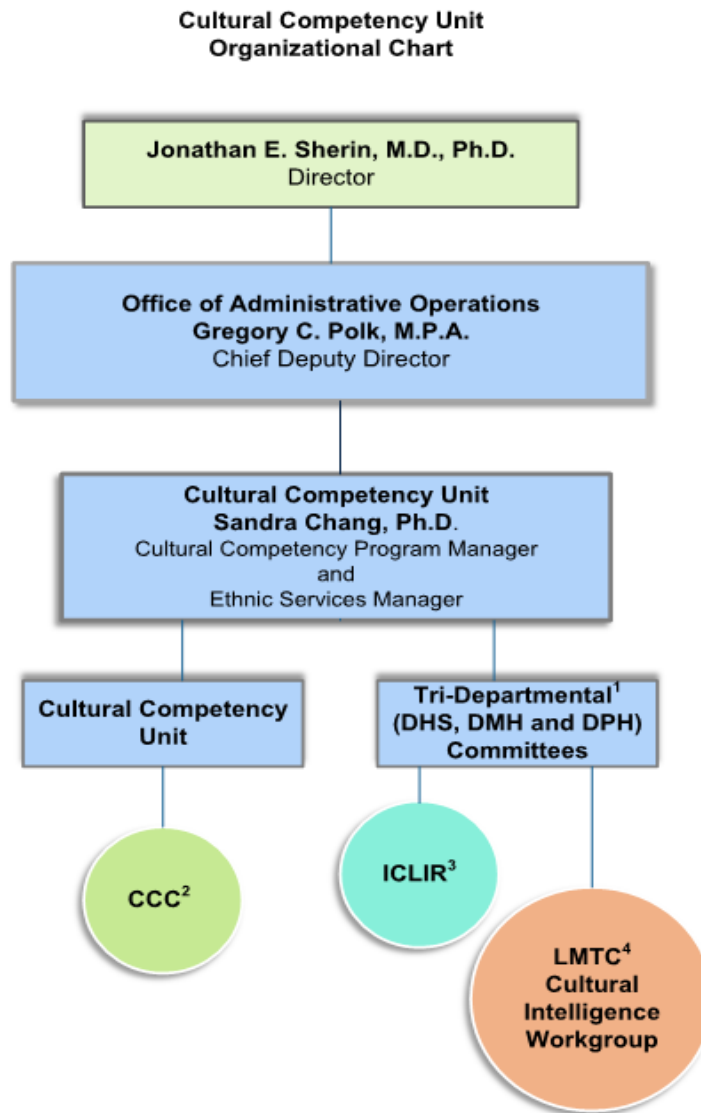 Cultural Competency Unit
Organizational Chart
Jonathan E. Sherin, M.D., Ph.D.
Director
Office of Administrative Operations
Gregory C. Polk, M.P.A.
Chief Deputy Director
Cultural Competency Unit
Sandra Chang, Ph.D.
Cultural Competency Program Manager
and
Ethnic Services Manager
Cultural Competency
Unit
Tri-Departmental¹
(DHS, DMH and DPH)
Committees
CCC²
ICLIR³
LMTC⁴
Cultural
Intelligence
Workgroup